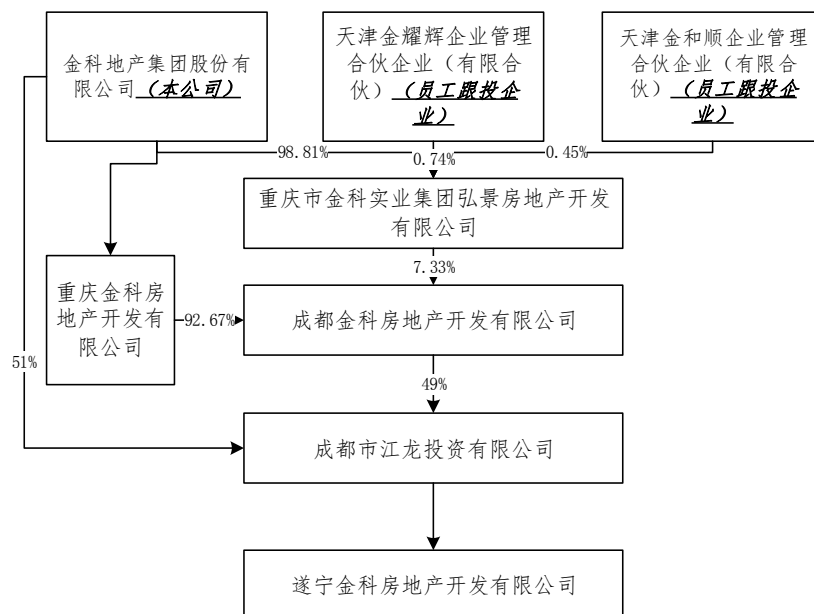 金科地产集团股份有
限公司（本公司）
天津金耀辉企业管理
合伙企业（有限合
伙）（员工跟投企
业）
天津金和顺企业管理
合伙企业（有限合
伙）（员工跟投企
业）
98.81%
0.74%
0.45%
重庆市金科实业集团弘景房地产开发
有限公司
7.33%
重庆金科房
地产开发有
限公司
92.67%
成都金科房地产开发有限公司
51%
49%
成都市江龙投资有限公司
遂宁金科房地产开发有限公司